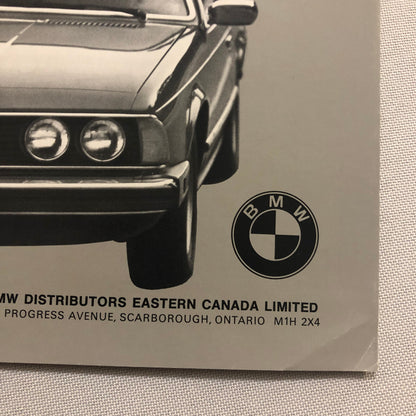 BMW
MW DISTRIBUTORS EASTERN CANADA LIMITED
PROGRESS AVENUE, SCARBOROUGH, ONTARIO M1H 2X4